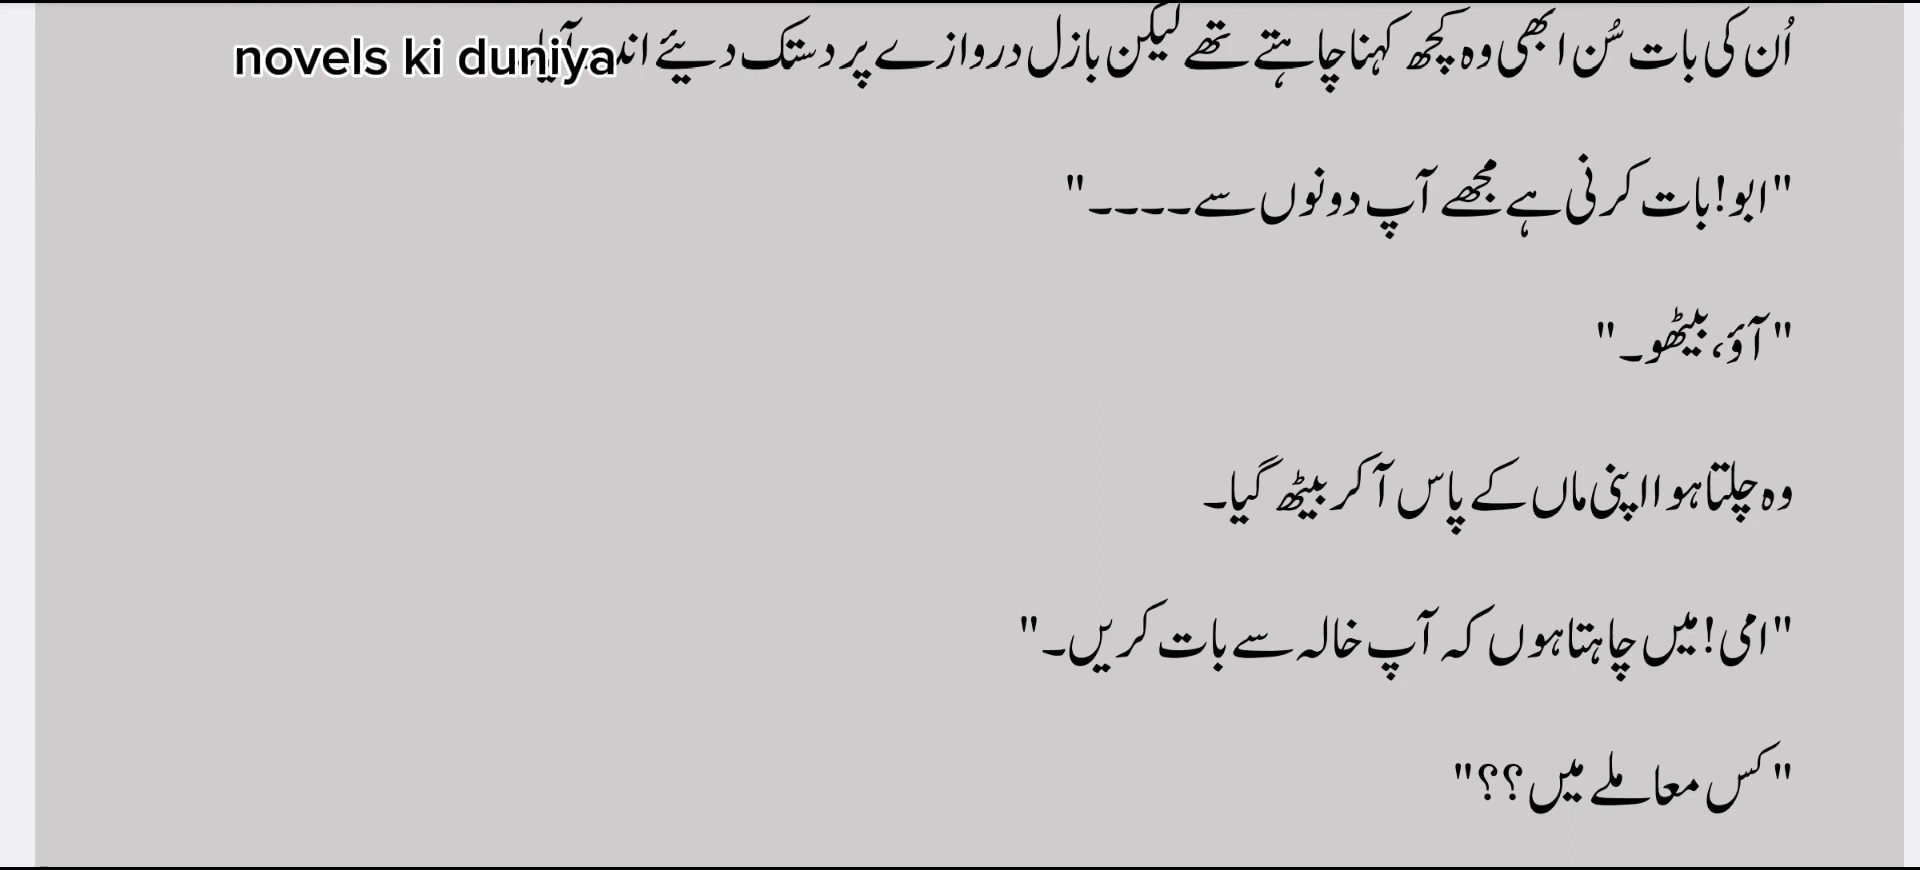 اُن کی بات سُن ابھی وہ کچھ کہنا چاہتے تھے لیکن بازل دروازے پر دستک دیئے اندر آیا۔
novels ki duniya
"ابو! بات کرنی ہے مجھے آپ دونوں سے۔۔۔۔"
"آؤ، بیٹھو۔"
وہ چلتا ہوا اپنی ماں کے پاس آ کر بیٹھ گیا۔
"امی! میں چاہتا ہوں کہ آپ خالہ سے بات کریں۔"
"کس معاملے میں؟؟"